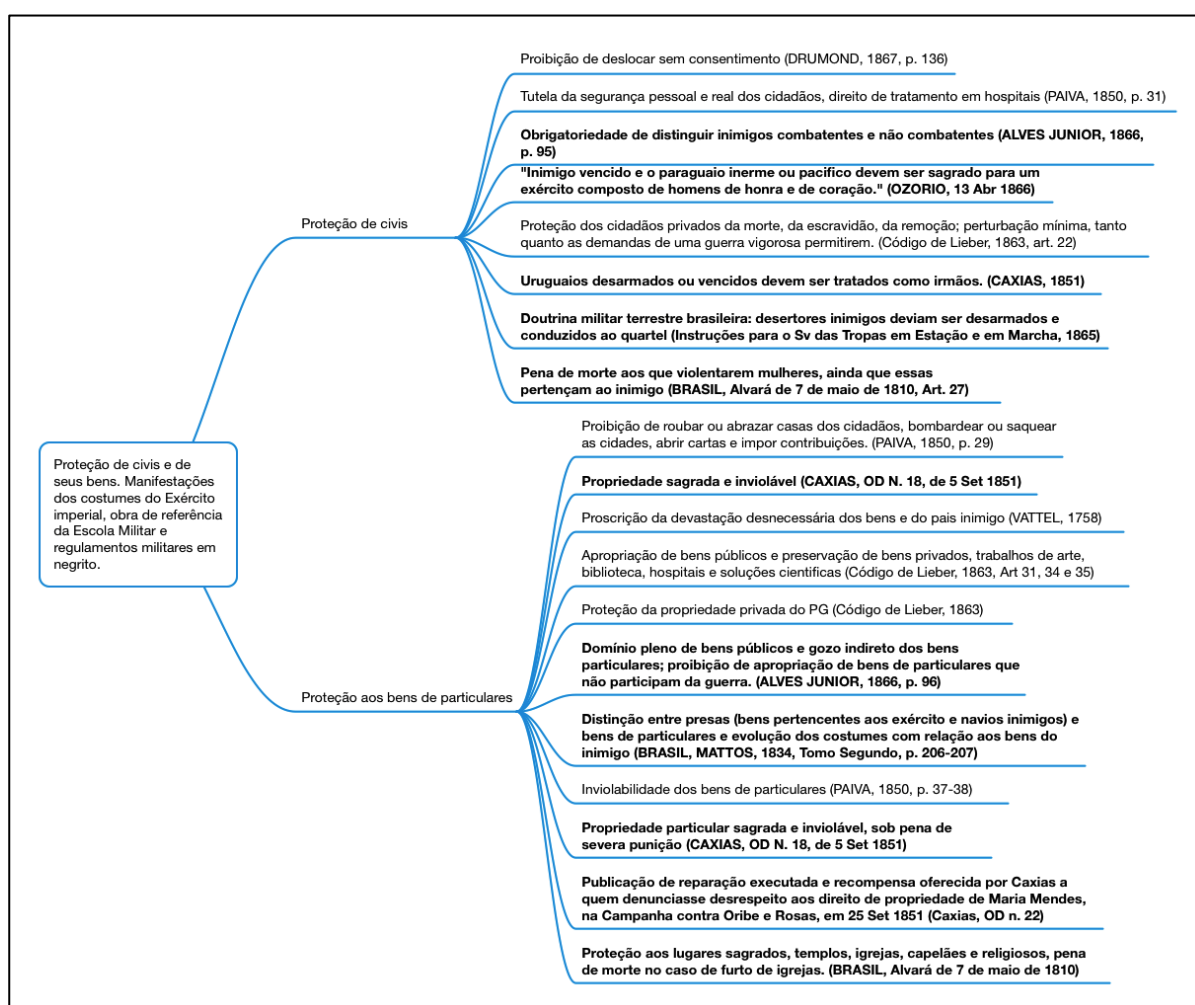 Proibição de deslocar sem consentimento (DRUMOND, 1867, p. 136)
Tutela da segurança pessoal e real dos cidadãos, direito de tratamento em hospitais (PAIVA, 1850, p. 31)
Obrigatoriedade de distinguir inimigos combatentes e não combatentes (ALVES JUNIOR, 1866,
p. 95)
"Inimigo vencido e o paraguaio inerme ou pacifico devem ser sagrado para um
exército composto de homens de honra e de coração." (OZORIO, 13 Abr 1866)
Proteção de civis
Proteção dos cidadãos privados da morte, da escravidão, da remoção; perturbação mínima, tanto
quanto as demandas de uma guerra vigorosa permitirem. (Código de Lieber, 1863, art. 22)
Uruguaios desarmados ou vencidos devem ser tratados como irmãos. (CAXIAS, 1851)
Doutrina militar terrestre brasileira: desertores inimigos deviam ser desarmados e
conduzidos ao quartel (Instruções para o Sv das Tropas em Estação e em Marcha, 1865)
Pena de morte aos que violentarem mulheres, ainda que essas
pertençam ao inimigo (BRASIL, Alvará de 7 de maio de 1810, Art. 27)
Proteção de civis e de
seus bens. Manifestações
dos costumes do Exército
imperial, obra de referência
da Escola Militar e
regulamentos militares em
negrito.
Proibição de roubar ou abrazar casas dos cidadãos, bombardear ou saquear
as cidades, abrir cartas e impor contribuições. (PAIVA, 1850, p. 29)
Propriedade sagrada e inviolável (CAXIAS, OD N. 18, de 5 Set 1851)
Proscrição da devastação desnecessária dos bens e do pais inimigo (VATTEL, 1758)
Apropriação de bens públicos e preservação de bens privados, trabalhos de arte,
biblioteca, hospitais e soluções cientificas (Código de Lieber, 1863, Art 31, 34 e 35)
Proteção da propriedade privada do PG (Código de Lieber, 1863)
Domínio pleno de bens públicos e gozo indireto dos bens
particulares; proibição de apropriação de bens de particulares que
não participam da guerra. (ALVES JUNIOR, 1866, p. 96)
Proteção aos bens de particulares
Distinção entre presas (bens pertencentes aos exército e navios inimigos) e
bens de particulares e evolução dos costumes com relação aos bens do
inimigo (BRASIL, MATTOS, 1834, Tomo Segundo, p. 206-207)
Inviolabilidade dos bens de particulares (PAIVA, 1850, p. 37-38)
Propriedade particular sagrada e inviolável, sob pena de
severa punição (CAXIAS, OD N. 18, de 5 Set 1851)
Publicação de reparação executada e recompensa oferecida por Caxias a
quem denunciasse desrespeito aos direito de propriedade de Maria Mendes,
na Campanha contra Oribe e Rosas, em 25 Set 1851 (Caxias, OD n. 22)
Proteção aos lugares sagrados, templos, igrejas, capelães e religiosos, pena
de morte no caso de furto de igrejas. (BRASIL, Alvará de 7 de maio de 1810)